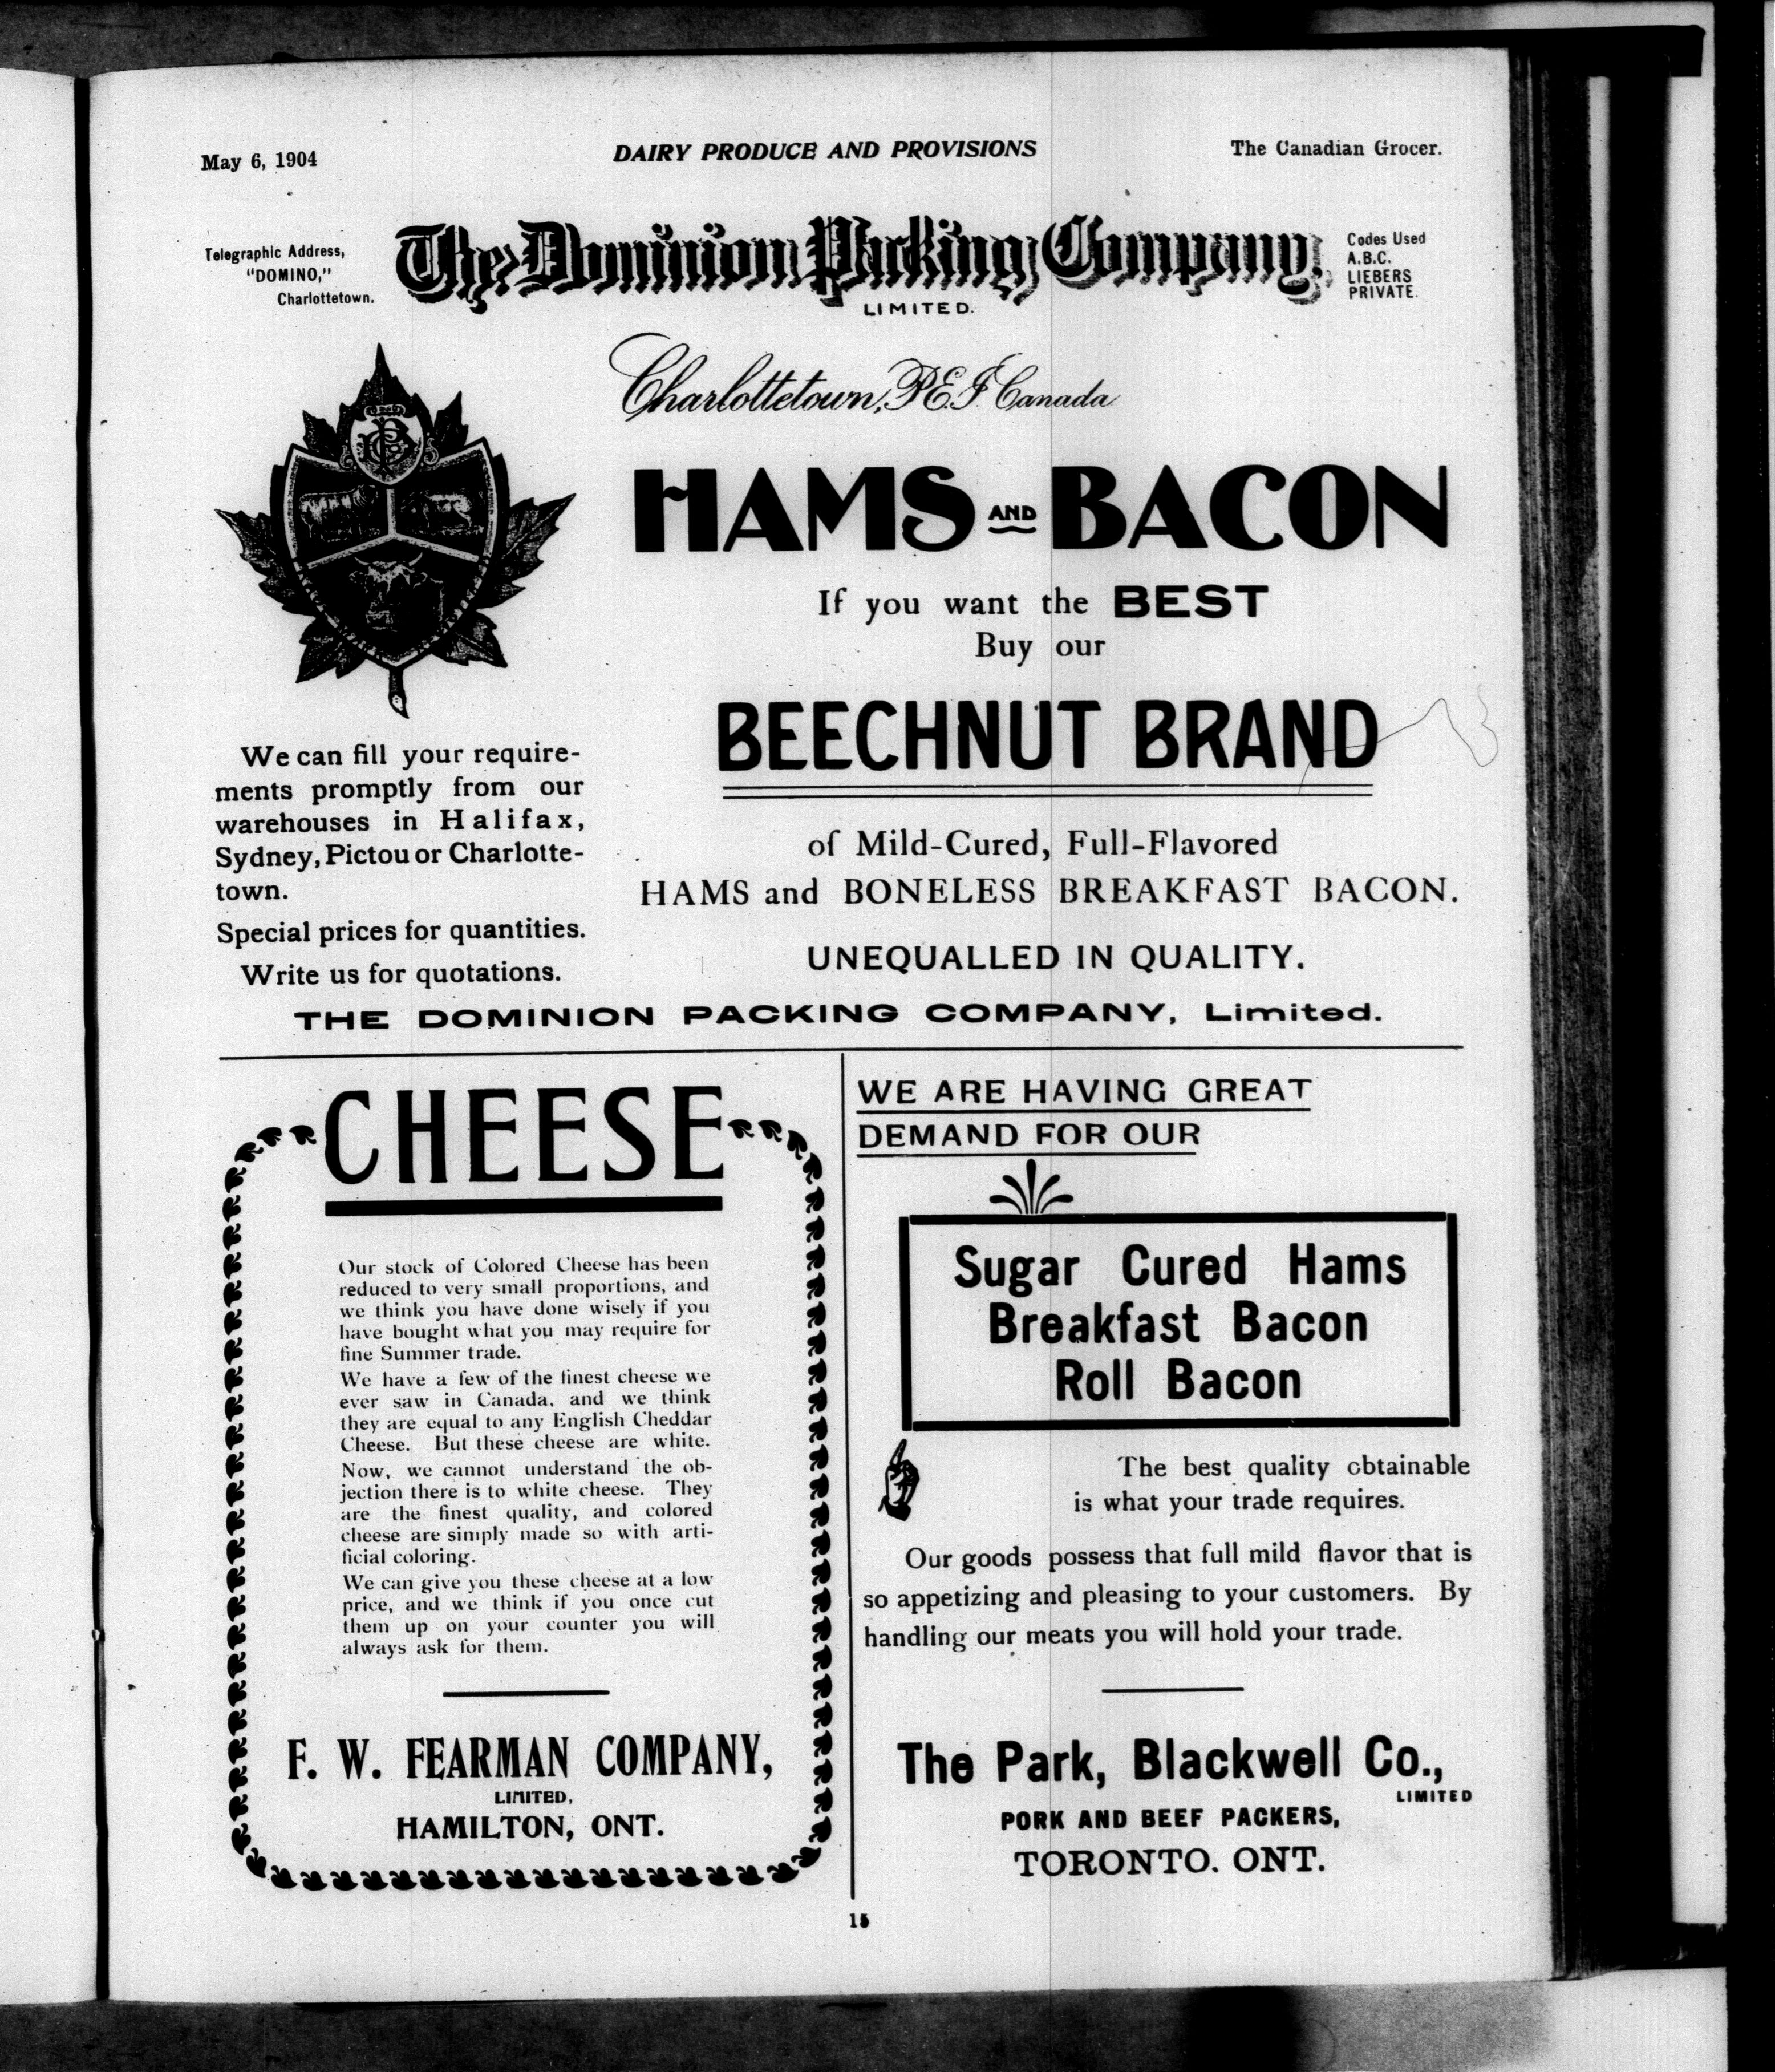 May 6, 1904
DAIRY PRODUCE AND PROVISIONS
The Canadian Grocer.
Telegraphic Address,
"DOMINO,"
Charlottetown.
The Dominion Packing Company,
LIMITED.
Codes Used
A.B.C.
LIEBERS
PRIVATE.
Charlottetown, P.E.I. Canada
HAMS AND BACON
If you want the BEST
Buy our
BEECHNUT BRAND
of Mild-Cured, Full-Flavored
HAMS and BONELESS BREAKFAST BACON.
UNEQUALLED IN QUALITY.
We can fill your require-
ments promptly from our
warehouses in Halifax,
Sydney, Pictou or Charlotte-
town.
Special prices for quantities.
Write us for quotations.
THE DOMINION PACKING COMPANY, Limited.
CHEESE
Our stock of Colored Cheese has been
reduced to very small proportions, and
we think you have done wisely if you
have bought what you may require for
fine Summer trade.
We have a few of the finest cheese we
ever saw in Canada, and we think
they are equal to any English Cheddar
Cheese. But these cheese are white.
Now, we cannot understand the ob-
jection there is to white cheese. They
are the finest quality, and colored
cheese are simply made so with arti-
ficial coloring.
We can give you these cheese at a low
price, and we think if you once cut
them up on your counter you will
always ask for them.
F. W. FEARMAN COMPANY,
LIMITED,
HAMILTON, ONT.
WE ARE HAVING GREAT
DEMAND FOR OUR
Sugar Cured Hams
Breakfast Bacon
Roll Bacon
The best quality obtainable
is what your trade requires.
Our goods possess that full mild flavor that is
so appetizing and pleasing to your customers. By
handling our meats you will hold your trade.
The Park, Blackwell Co.,
LIMITED
PORK AND BEEF PACKERS,
TORONTO. ONT.
15